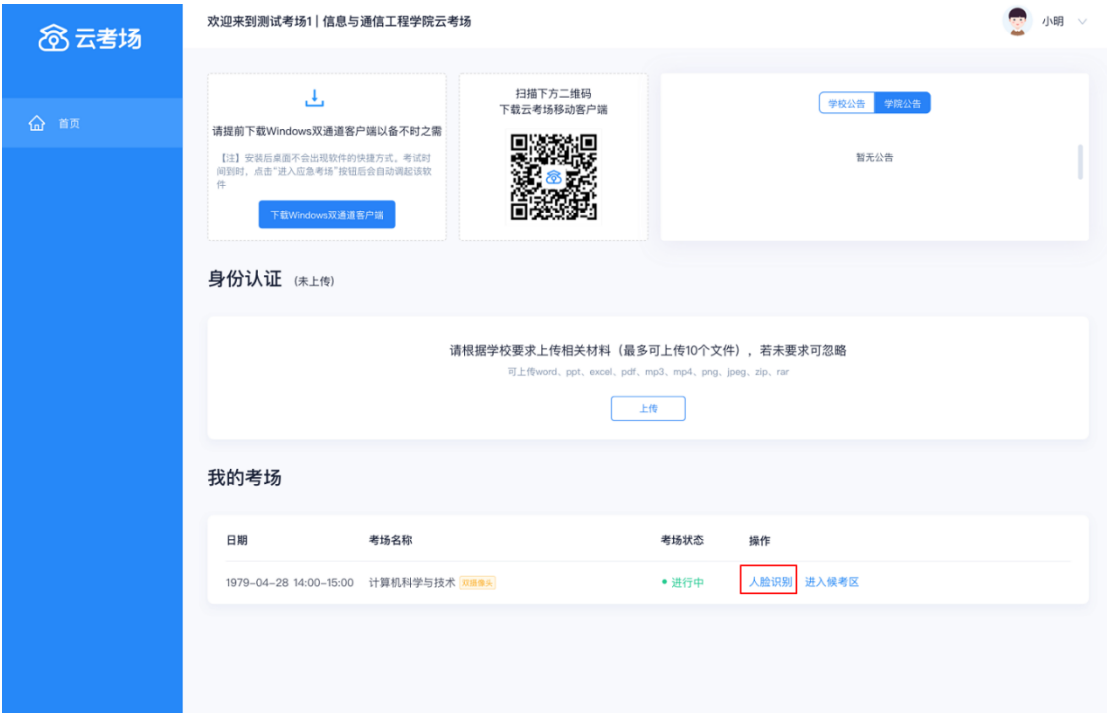 云考场
欢迎来到测试考场1 | 信息与通信工程学院云考场
小明
首页
请提前下载Windows双通道客户端以备不时之需
【注】安装后桌面不会出现软件的快捷方式，考试时
间到时，点击“进入应急考场”按钮后会自动调起该软
件
下载Windows双通道客户端
扫描下方二维码
下载云考场移动客户端
学校公告 学院公告
暂无公告
身份认证 (未上传)
请根据学校要求上传相关材料（最多可上传10个文件），若未要求可忽略
可上传word、ppt、excel、pdf、mp3、mp4、png、jpeg、zip、rar
上传
我的考场
日期 考场名称 考场状态 操作
1979-04-28 14:00-15:00 计算机科学与技术 双摄像头 进行中 人脸识别 进入候考区